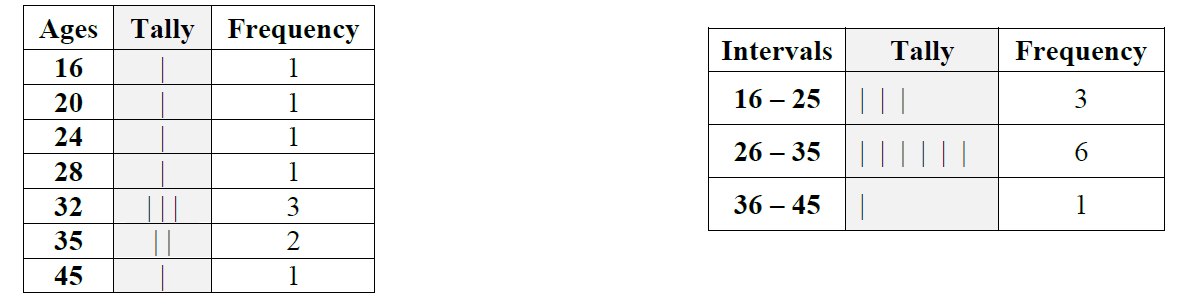 Ages Tally Frequency
16 | 1
20 | 1
24 | 1
28 | 1
32 ||| 3
35 || 2
45 | 1
Intervals Tally Frequency
16 – 25 ||| 3
26 – 35 |||||| 6
36 – 45 | 1